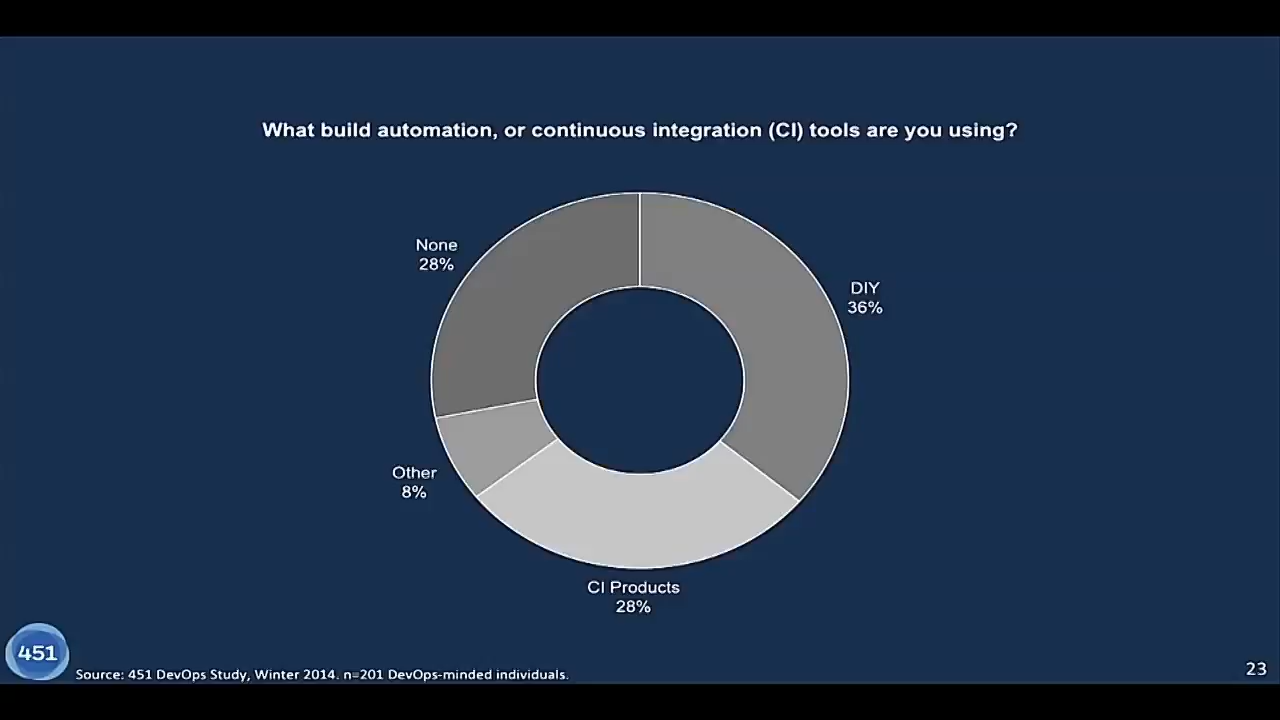 What build automation, or continuous integration (CI) tools are you using?
None
28%
DIY
36%
Other
8%
CI Products
28%
451
Source: 451 DevOps Study, Winter 2014. n=201 DevOps-minded individuals.
23